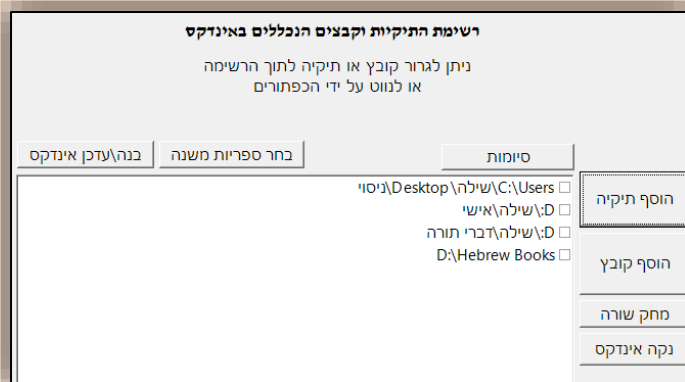 רשימת התיקיות וקבצים הנכללים באינדקס
ניתן לגרור קובץ או תיקיה לתוך הרשימה
או לנווט על ידי הכפתורים
סיומות
בחר ספריות משנה
בנה\עדכן אינדקס
C:\Users\שילה\Desktop\ניסוי
D:\שילה\אישי
D:\שילה\דברי תורה
D:\Hebrew Books
הוסף תיקיה
הוסף קובץ
מחק שורה
נקה אינדקס